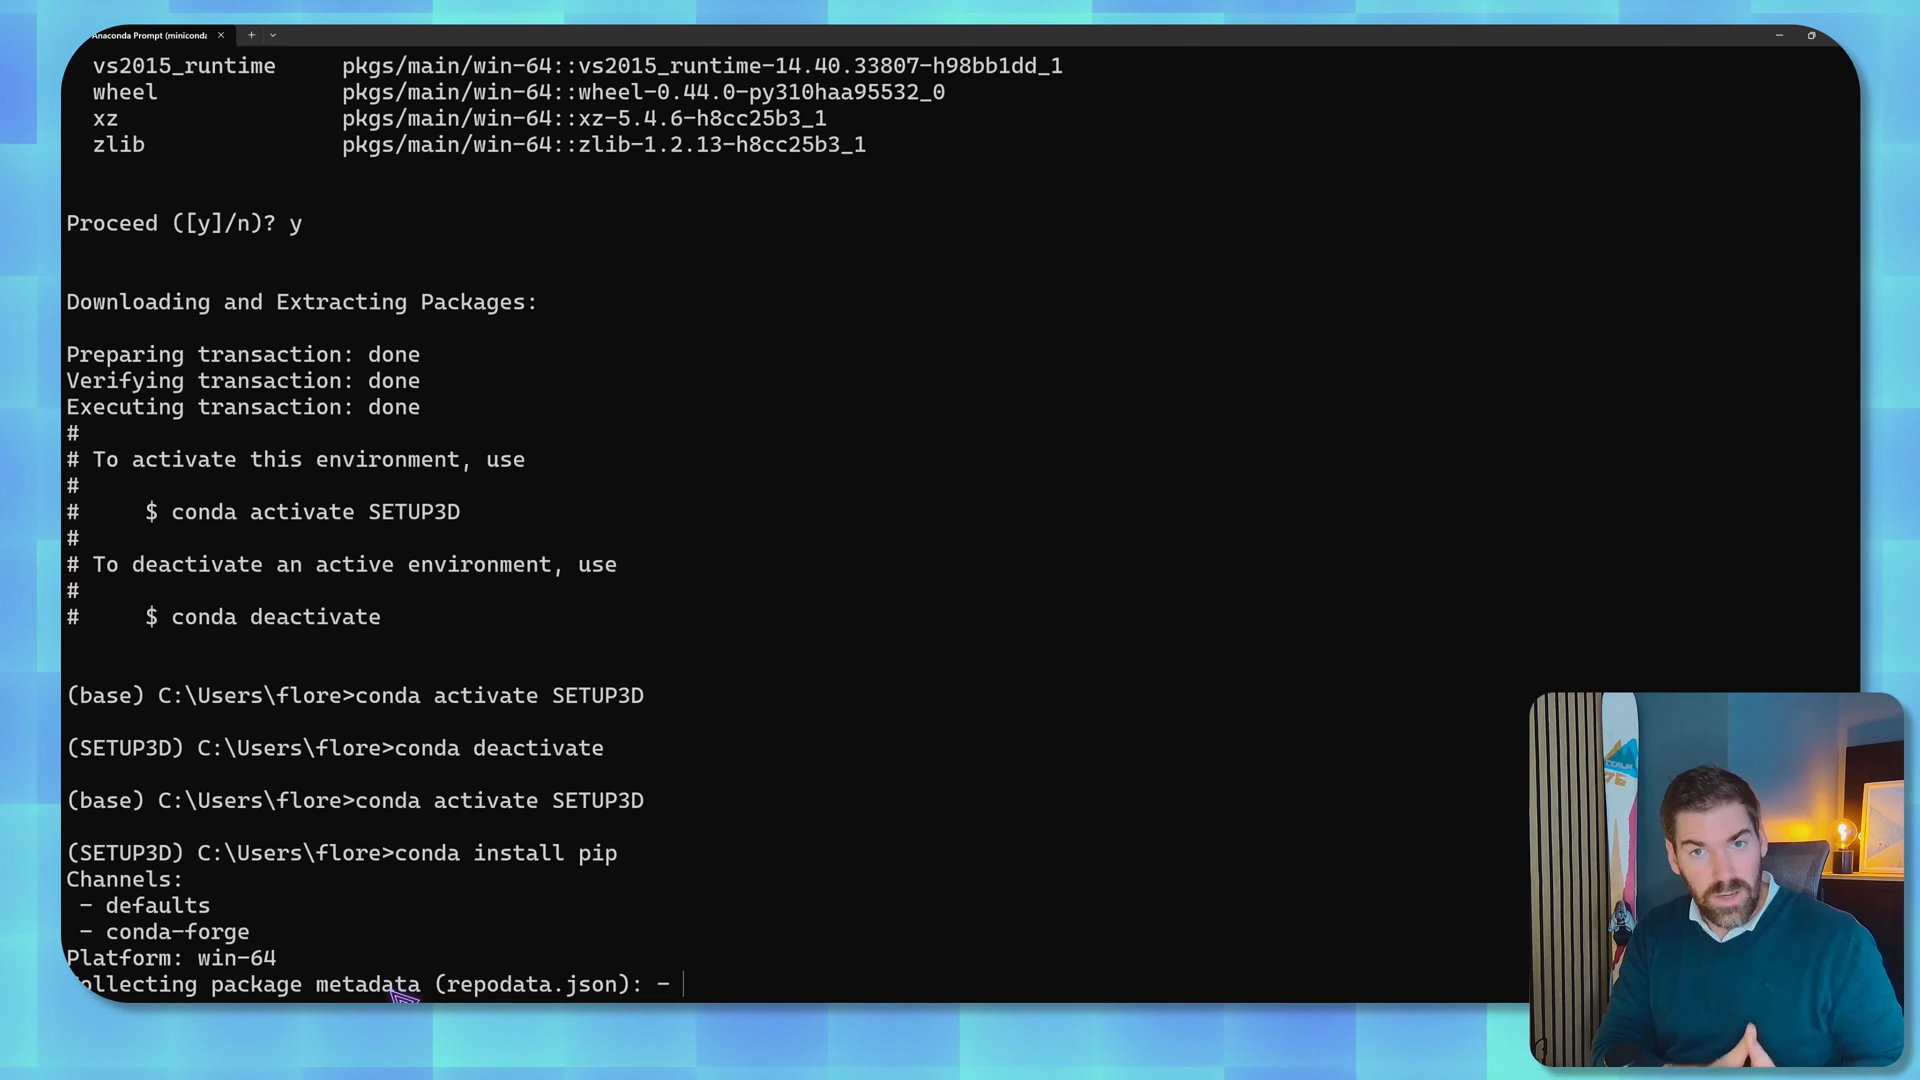 Anaconda Prompt (miniconda
vs2015_runtime pkgs/main/win-64::vs2015_runtime-14.40.33807-h98bb1dd_1
wheel pkgs/main/win-64::wheel-0.44.0-py310haa95532_0
xz pkgs/main/win-64::xz-5.4.6-h8cc25b3_1
zlib pkgs/main/win-64::zlib-1.2.13-h8cc25b3_1
Proceed ([y]/n)? y
Downloading and Extracting Packages:
Preparing transaction: done
Verifying transaction: done
Executing transaction: done
#
# To activate this environment, use
#
# $ conda activate SETUP3D
#
# To deactivate an active environment, use
#
# $ conda deactivate
(base) C:\Users\flore>conda activate SETUP3D
(SETUP3D) C:\Users\flore>conda deactivate
(base) C:\Users\flore>conda activate SETUP3D
(SETUP3D) C:\Users\flore>conda install pip
Channels:
- defaults
- conda-forge
Platform: win-64
ollecting package metadata (repodata.json): -